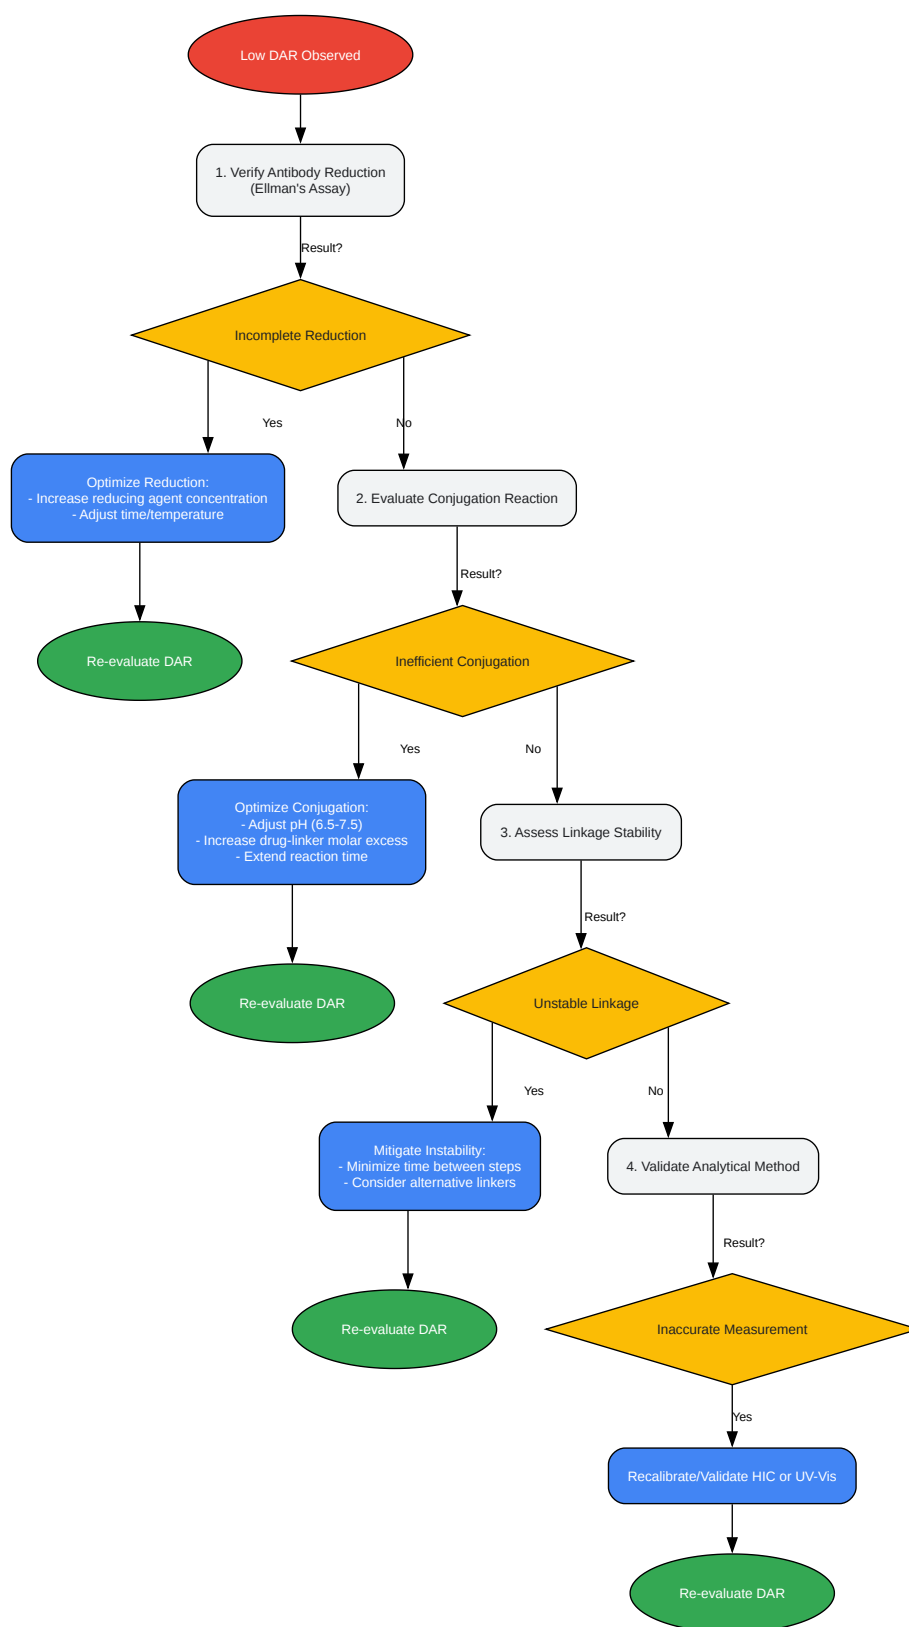 Low DAR Observed
1. Verify Antibody Reduction
(Ellman's Assay)
Result?
Incomplete Reduction
Yes
No
Optimize Reduction:
- Increase reducing agent concentration
- Adjust time/temperature
2. Evaluate Conjugation Reaction
Result?
Re-evaluate DAR
Inefficient Conjugation
Yes
No
Optimize Conjugation:
- Adjust pH (6.5-7.5)
- Increase drug-linker molar excess
- Extend reaction time
3. Assess Linkage Stability
Result?
Re-evaluate DAR
Unstable Linkage
Yes
No
Mitigate Instability:
- Minimize time between steps
- Consider alternative linkers
4. Validate Analytical Method
Result?
Re-evaluate DAR
Inaccurate Measurement
Yes
Recalibrate/Validate HIC or UV-Vis
Re-evaluate DAR